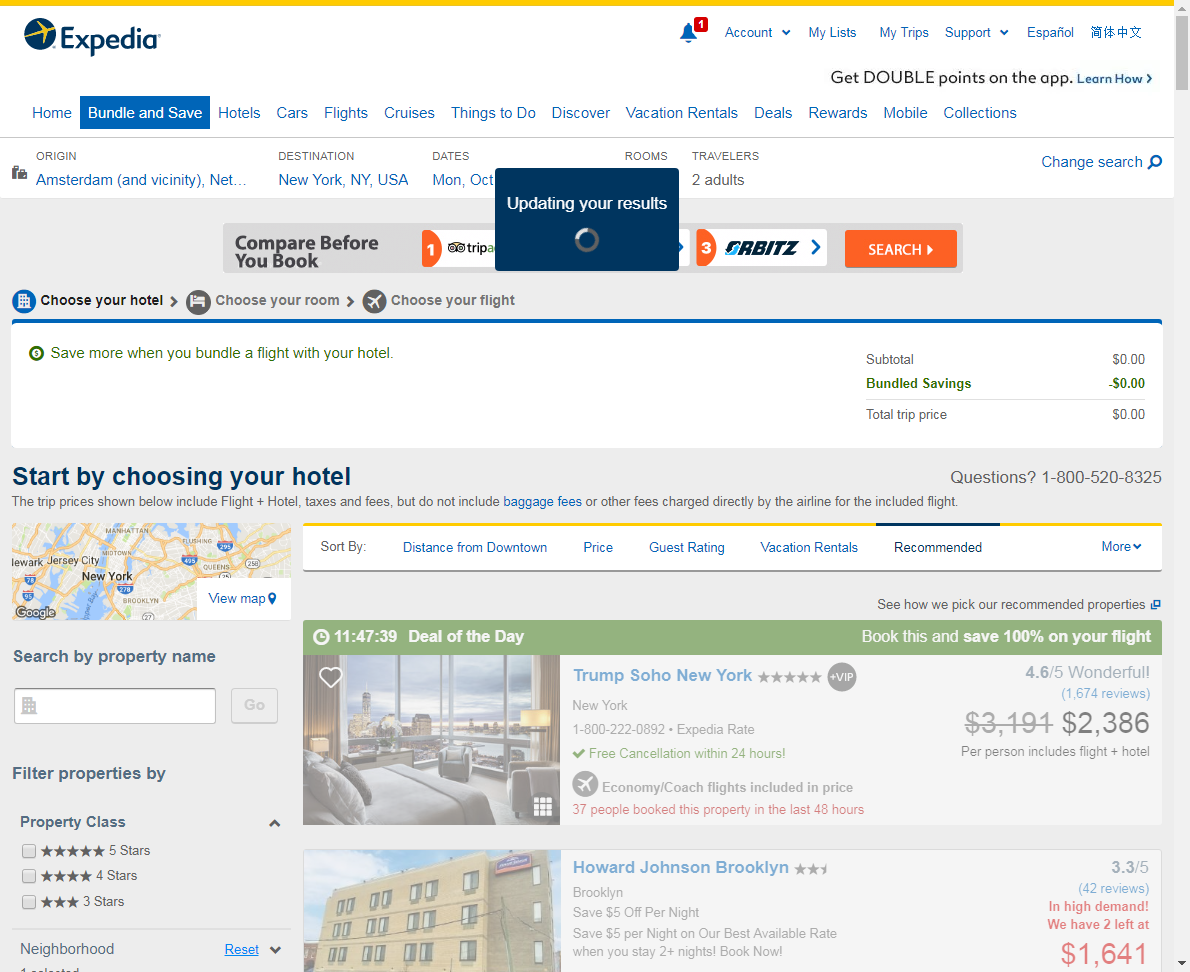 Expedia
1
Account
My Lists
My Trips
Support
Español
简体中文
Get DOUBLE points on the app. Learn How
Home
Bundle and Save
Hotels
Cars
Flights
Cruises
Things to Do
Discover
Vacation Rentals
Deals
Rewards
Mobile
Collections
ORIGIN
DESTINATION
DATES
ROOMS
TRAVELERS
Amsterdam (and vicinity), Net...
New York, NY, USA
Mon, Oct
2 adults
Change search
Updating your results
Compare Before
You Book
1
3
ORBITZ
SEARCH
Choose your hotel
Choose your room
Choose your flight
Save more when you bundle a flight with your hotel.
Subtotal $0.00
Bundled Savings -$0.00
Total trip price $0.00
Start by choosing your hotel
Questions? 1-800-520-8325
The trip prices shown below include Flight + Hotel, taxes and fees, but do not include baggage fees or other fees charged directly by the airline for the included flight.
MANHATTAN
FLUSHING
295
MIDTOWN
495
QUEENS
258
ewark
Jersey City
New York
78
95
278
BROOKLYN
27
Google
View map
Sort By:
Distance from Downtown
Price
Guest Rating
Vacation Rentals
Recommended
More
See how we pick our recommended properties
11:47:39 Deal of the Day
Book this and save 100% on your flight
Search by property name
Go
Trump Soho New York
+VIP
4.6/5 Wonderful!
(1,674 reviews)
New York
$3,191 $2,386
1-800-222-0892 • Expedia Rate
Per person includes flight + hotel
Free Cancellation within 24 hours!
Economy/Coach flights included in price
37 people booked this property in the last 48 hours
Filter properties by
Property Class
5 Stars
4 Stars
3 Stars
Neighborhood
Reset
Howard Johnson Brooklyn
3.3/5
(42 reviews)
Brooklyn
In high demand!
Save $5 Off Per Night
We have 2 left at
Save $5 per Night on Our Best Available Rate
when you stay 2+ nights! Book Now!
$1,641